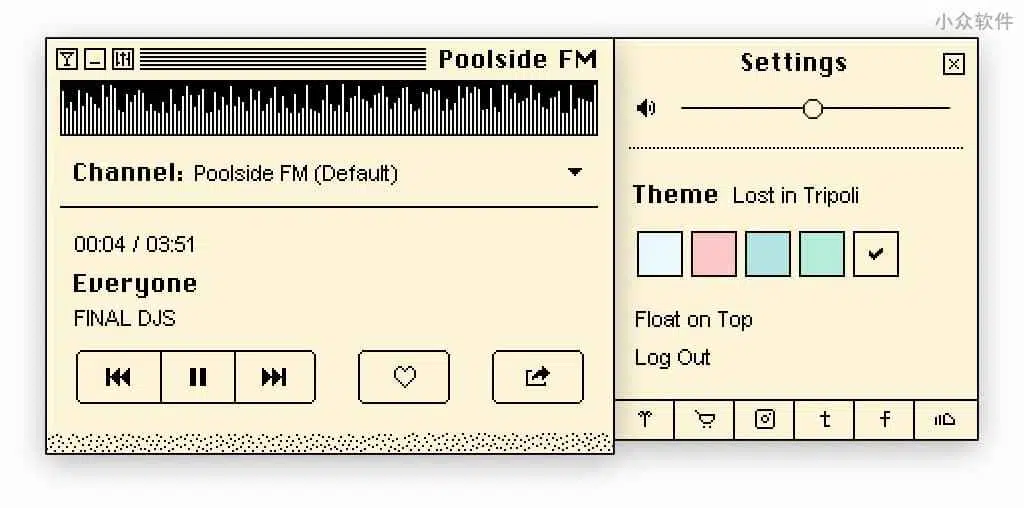 小众软件
Poolside FM
Channel: Poolside FM (Default)
00:04 / 03:51
Everyone
FINAL DJS
Settings
Theme Lost in Tripoli
Float on Top
Log Out